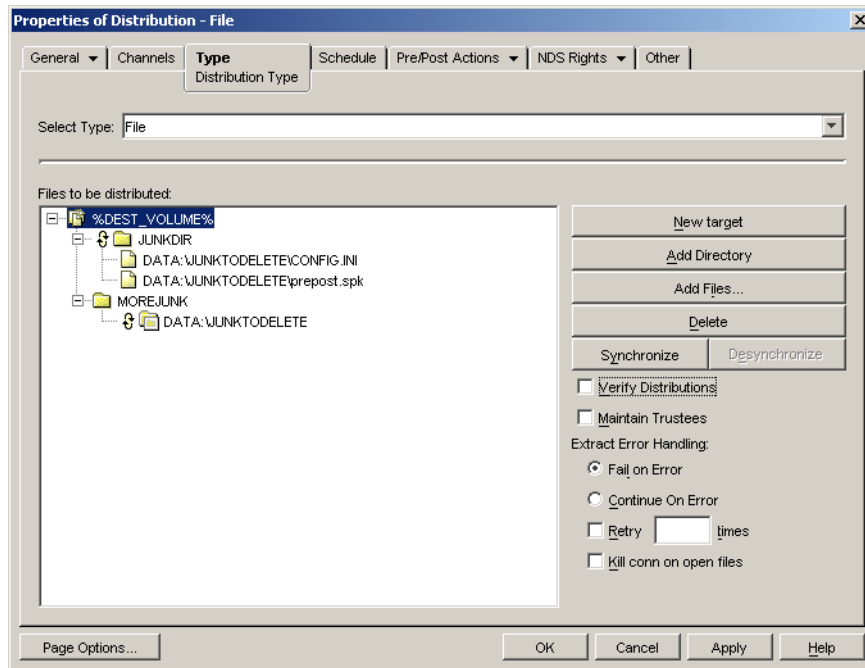 Properties of Distribution - File
General Channels Type Schedule Pre/Post Actions NDS Rights Other
Distribution Type
Select Type: File
Files to be distributed:
%DEST_VOLUME%
JUNKDIR
DATA:\JUNKTODELETE\CONFIG.INI
DATA:\JUNKTODELETE\prepost.spk
MOREJUNK
DATA:\JUNKTODELETE
New target
Add Directory
Add Files...
Delete
Synchronize Desynchronize
Verify Distributions
Maintain Trustees
Extract Error Handling:
Fail on Error
Continue On Error
Retry times
Kill conn on open files
Page Options... OK Cancel Apply Help